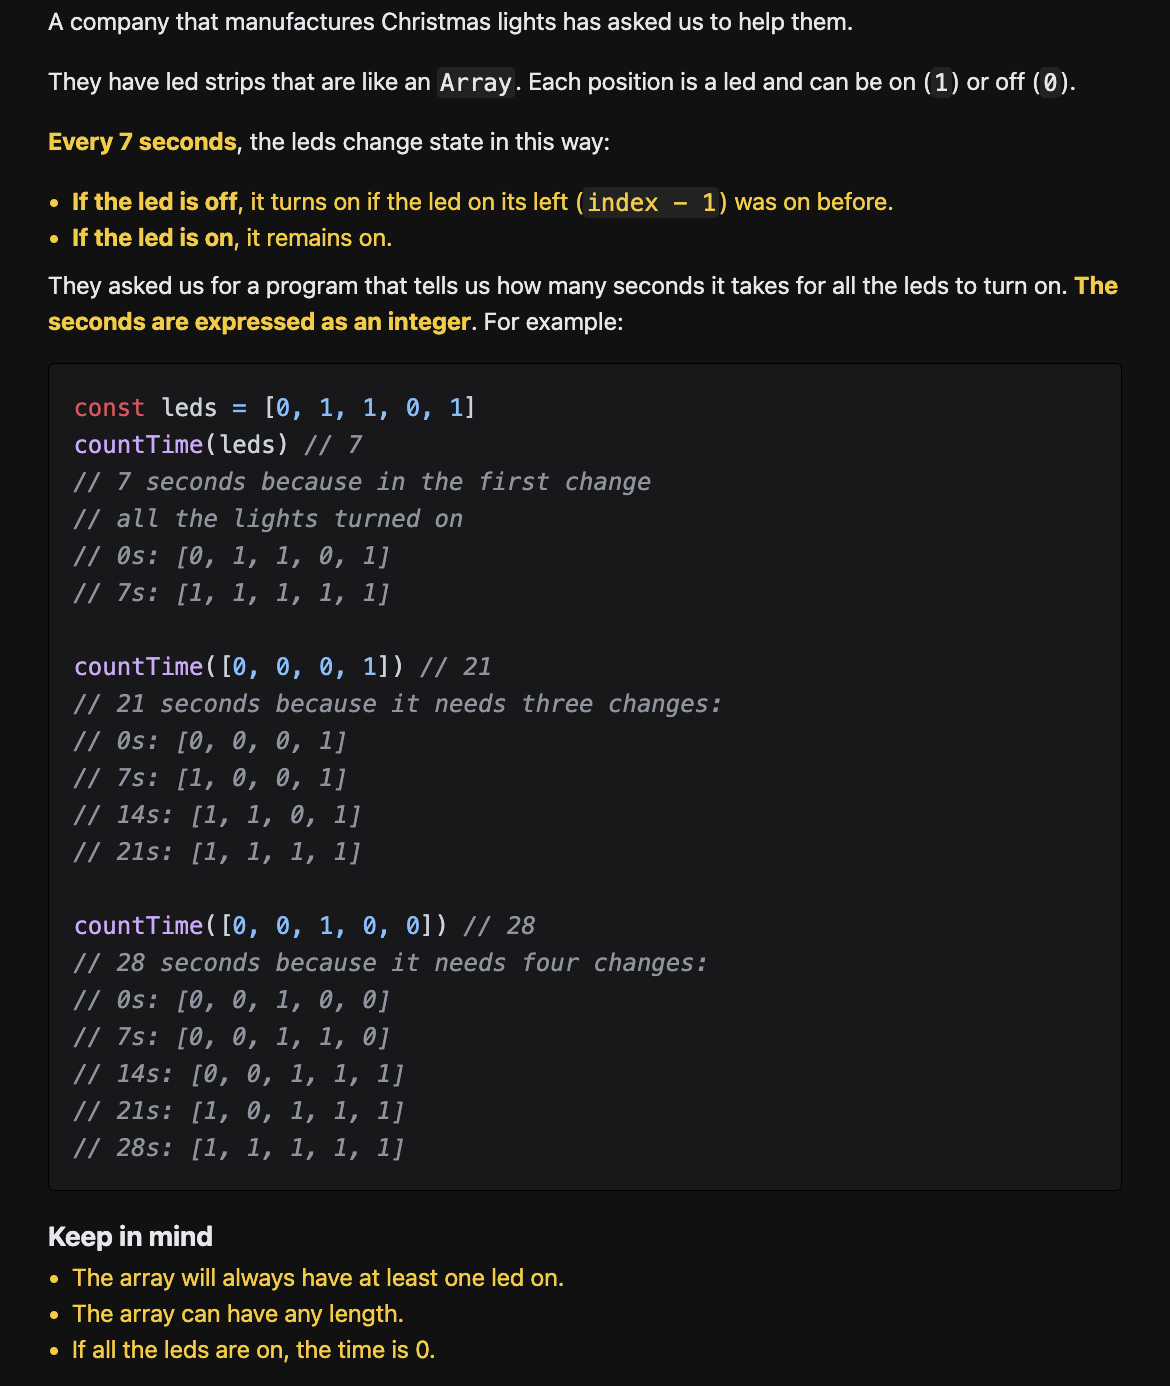 A company that manufactures Christmas lights has asked us to help them.
They have led strips that are like an Array. Each position is a led and can be on (1) or off (0).
Every 7 seconds, the leds change state in this way:
• If the led is off, it turns on if the led on its left (index - 1) was on before.
• If the led is on, it remains on.
They asked us for a program that tells us how many seconds it takes for all the leds to turn on. The
seconds are expressed as an integer. For example:
const leds = [0, 1, 1, 0, 1]
countTime(leds) // 7
// 7 seconds because in the first change
// all the lights turned on
// 0s: [0, 1, 1, 0, 1]
// 7s: [1, 1, 1, 1, 1]
countTime([0, 0, 0, 1]) // 21
// 21 seconds because it needs three changes:
// 0s: [0, 0, 0, 1]
// 7s: [1, 0, 0, 1]
// 14s: [1, 1, 0, 1]
// 21s: [1, 1, 1, 1]
countTime([0, 0, 1, 0, 0]) // 28
// 28 seconds because it needs four changes:
// 0s: [0, 0, 1, 0, 0]
// 7s: [0, 0, 1, 1, 0]
// 14s: [0, 0, 1, 1, 1]
// 21s: [1, 0, 1, 1, 1]
// 28s: [1, 1, 1, 1, 1]
Keep in mind
• The array will always have at least one led on.
• The array can have any length.
• If all the leds are on, the time is 0.